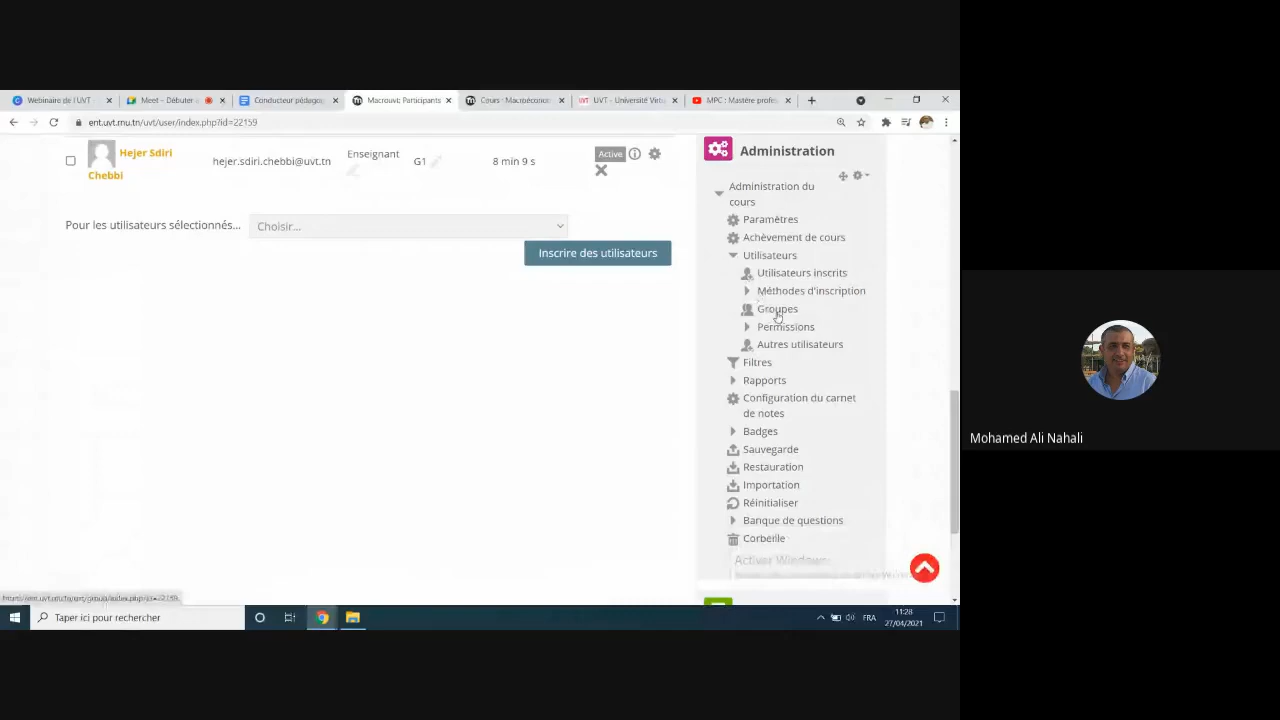 Webinaire de l'UVT
Meet – Débuter
Conducteur pédagog
Macrouvt: Participants
Cours : Macroéconom
UVT - Université Virtu
MPC : Mastère profes
ent.uvt.rnu.tn/uvt/user/index.php?id=22159
Hejer Sdiri
Chebbi
hejer.sdiri.chebbi@uvt.tn
Enseignant
G1
8 min 9 s
Active
Pour les utilisateurs sélectionnés...
Choisir...
Inscrire des utilisateurs
Administration
Administration du
cours
Paramètres
Achèvement de cours
Utilisateurs
Utilisateurs inscrits
Méthodes d'inscription
Groupes
Permissions
Autres utilisateurs
Filtres
Rapports
Configuration du carnet
de notes
Badges
Sauvegarde
Restauration
Importation
Réinitialiser
Banque de questions
Corbeille
Activer Windows
Mohamed Ali Nahali
Taper ici pour rechercher
FRA
11:28
27/04/2021